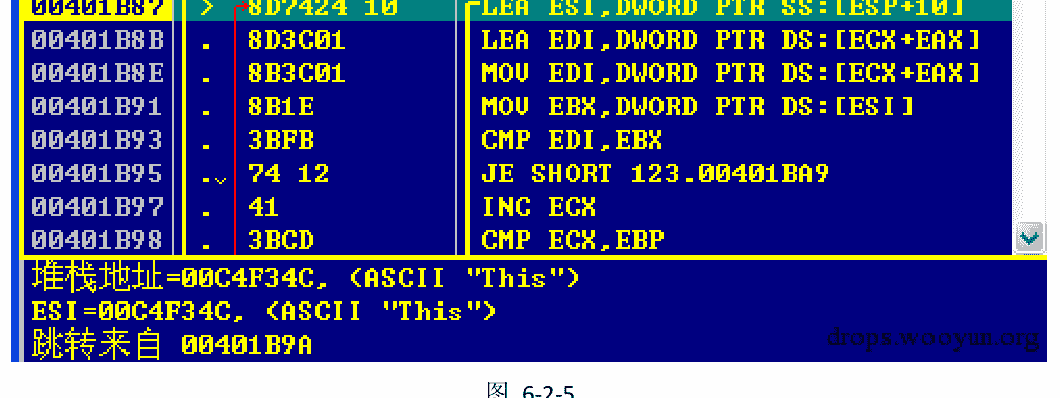 00401B87 > 8D7424 10 LEA ESI,DWORD PTR SS:[ESP+10]
00401B8B . 8D3C01 LEA EDI,DWORD PTR DS:[ECX+EAX]
00401B8E . 8B3C01 MOV EDI,DWORD PTR DS:[ECX+EAX]
00401B91 . 8B1E MOV EBX,DWORD PTR DS:[ESI]
00401B93 . 3BFB CMP EDI,EBX
00401B95 .⌄ 74 12 JE SHORT 123.00401BA9
00401B97 . 41 INC ECX
00401B98 . 3BCD CMP ECX,EBP
堆栈地址=00C4F34C, (ASCII "This")
ESI=00C4F34C, (ASCII "This")
跳转来自 00401B9A
drops.wooyun.org
图 6-2-5